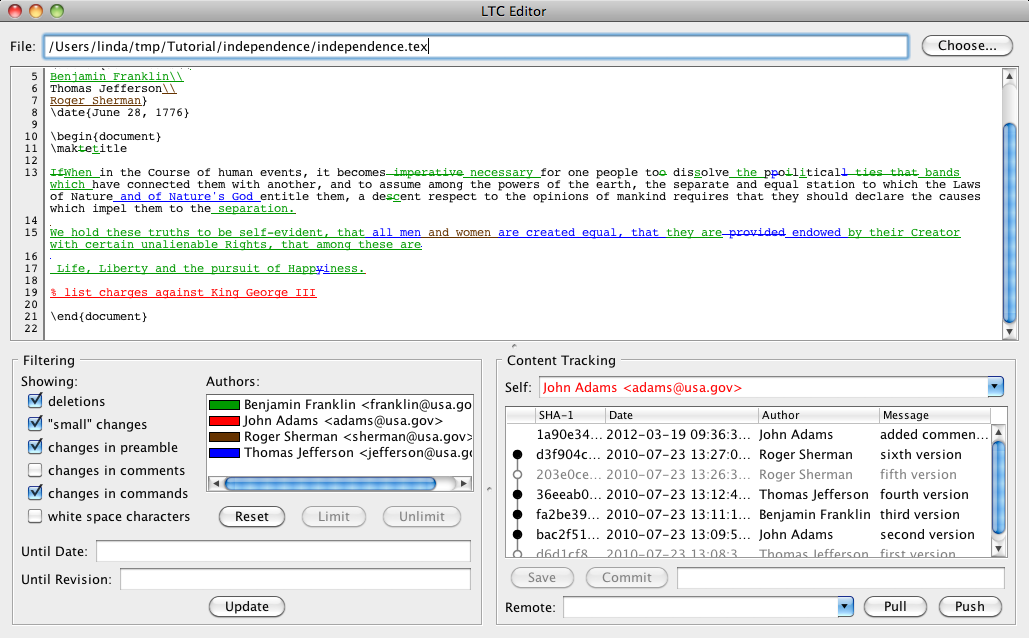 LTC Editor
File: /Users/linda/tmp/Tutorial/independence/independence.tex Choose...
5 Benjamin Franklin\\
6 Thomas Jefferson\\
7 Roger Sherman}
8 \date{June 28, 1776}
9
10 \begin{document}
11 \maktetitle
12
13 IfWhen in the Course of human events, it becomes imperative necessary for one people too dissolve the ppoiliticall ties that bands
which have connected them with another, and to assume among the powers of the earth, the separate and equal station to which the Laws
of Nature and of Nature's God entitle them, a descent respect to the opinions of mankind requires that they should declare the causes
which impel them to the separation.
14
15 We hold these truths to be self-evident, that all men and women are created equal, that they are provided endowed by their Creator
with certain unalienable Rights, that among these are
16
17 Life, Liberty and the pursuit of Happyiness.
18
19 % list charges against King George III
20
21 \end{document}
22
Filtering
Showing:
deletions
"small" changes
changes in preamble
changes in comments
changes in commands
white space characters
Authors:
Benjamin Franklin <franklin@usa.go
John Adams <adams@usa.gov>
Roger Sherman <sherman@usa.gov>
Thomas Jefferson <jefferson@usa.gc
Reset Limit Unlimit
Until Date:
Until Revision:
Update
Content Tracking
Self: John Adams <adams@usa.gov>
SHA-1 Date Author Message
1a90e34... 2012-03-19 09:36:3... John Adams added commen...
d3f904c... 2010-07-23 13:27:0... Roger Sherman sixth version
203e0ce... 2010-07-23 13:26:3... Roger Sherman fifth version
36eeab0... 2010-07-23 13:12:4... Thomas Jefferson fourth version
fa2be39... 2010-07-23 13:11:1... Benjamin Franklin third version
bac2f51... 2010-07-23 13:09:5... John Adams second version
d6d1cf8... 2010-07-23 13:08:3... Thomas Jefferson first version
Save Commit
Remote: Pull Push